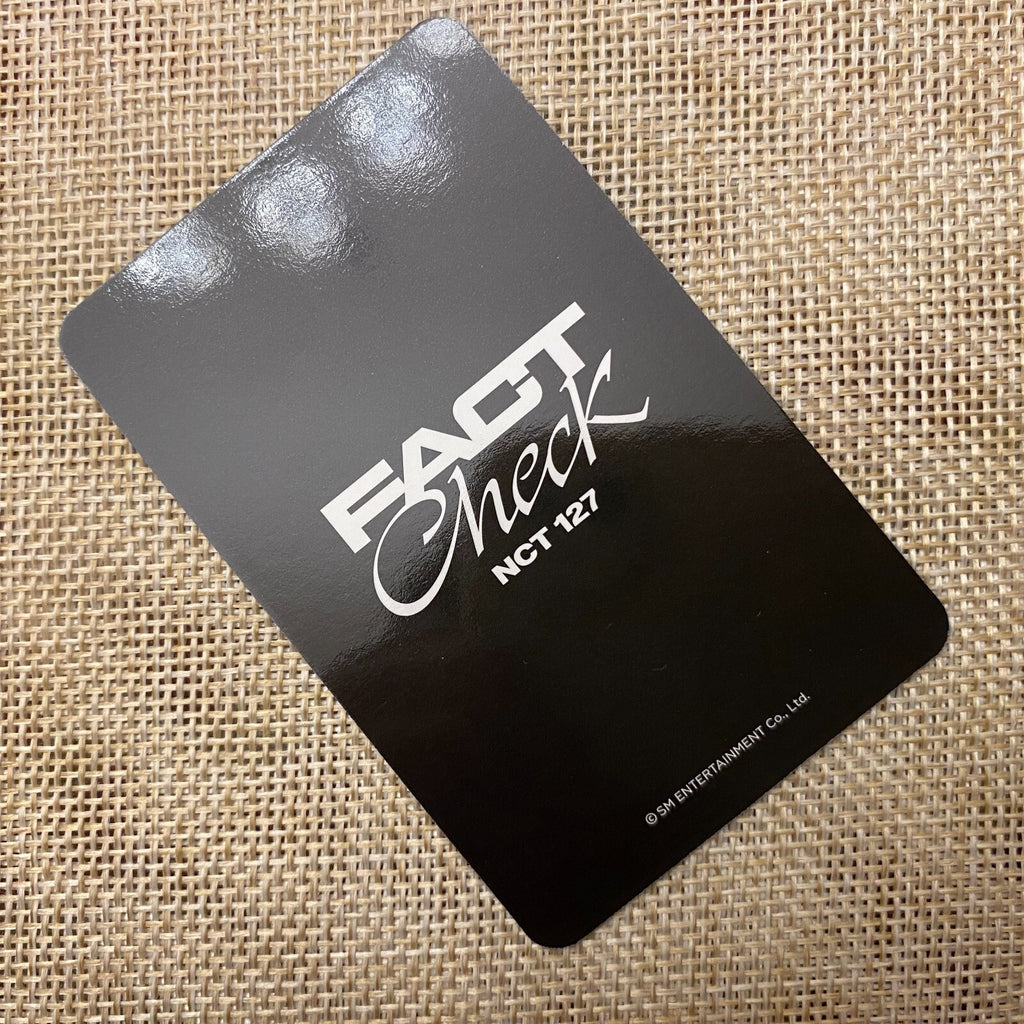 FACT
Check
NCT 127
© SM ENTERTAINMENT Co., Ltd.